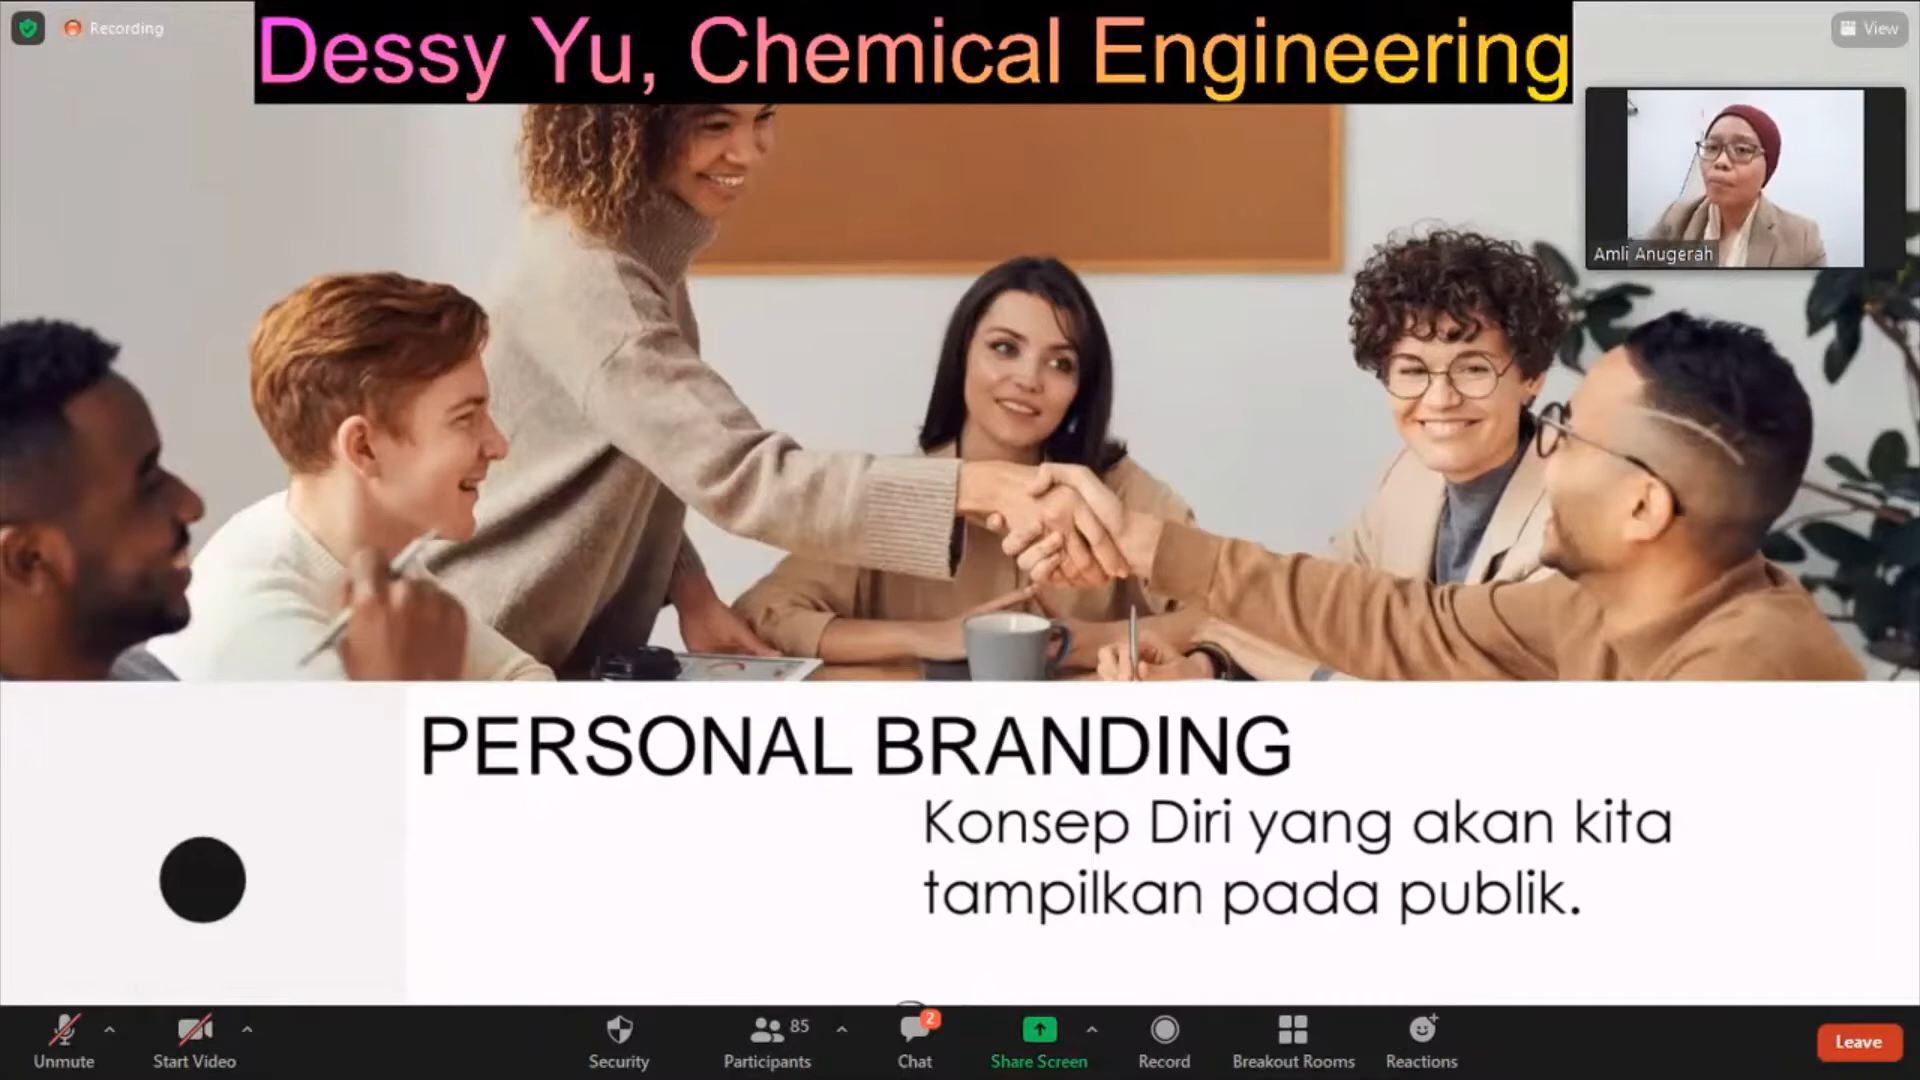 Recording
Dessy Yu, Chemical Engineering
View
Amli Anugerah
PERSONAL BRANDING
Konsep Diri yang akan kita
tampilkan pada publik.
Unmute
Start Video
Security
85
Participants
2
Chat
Share Screen
Record
Breakout Rooms
Reactions
Leave